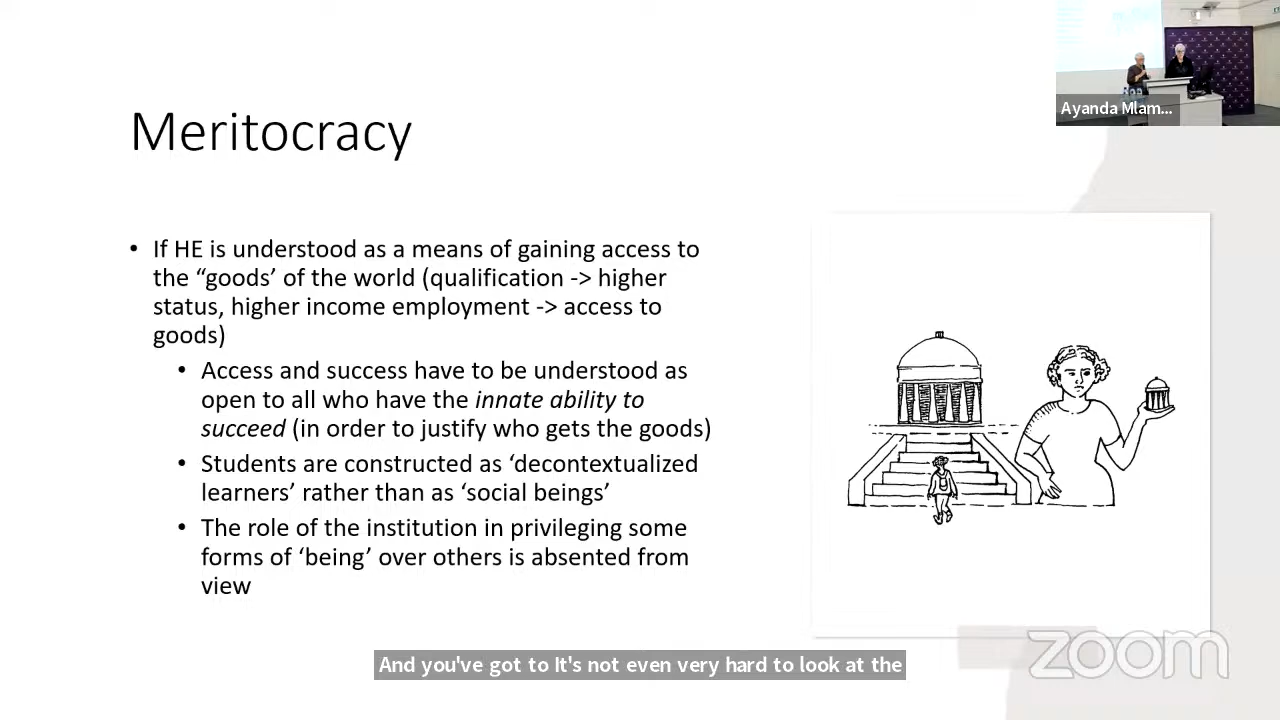 Ayanda Mlam...
Meritocracy
• If HE is understood as a means of gaining access to
the “goods’ of the world (qualification -> higher
status, higher income employment -> access to
goods)
• Access and success have to be understood as
open to all who have the innate ability to
succeed (in order to justify who gets the goods)
• Students are constructed as ‘decontextualized
learners’ rather than as ‘social beings’
• The role of the institution in privileging some
forms of ‘being’ over others is absented from
view
And you've got to It's not even very hard to look at the
zoom